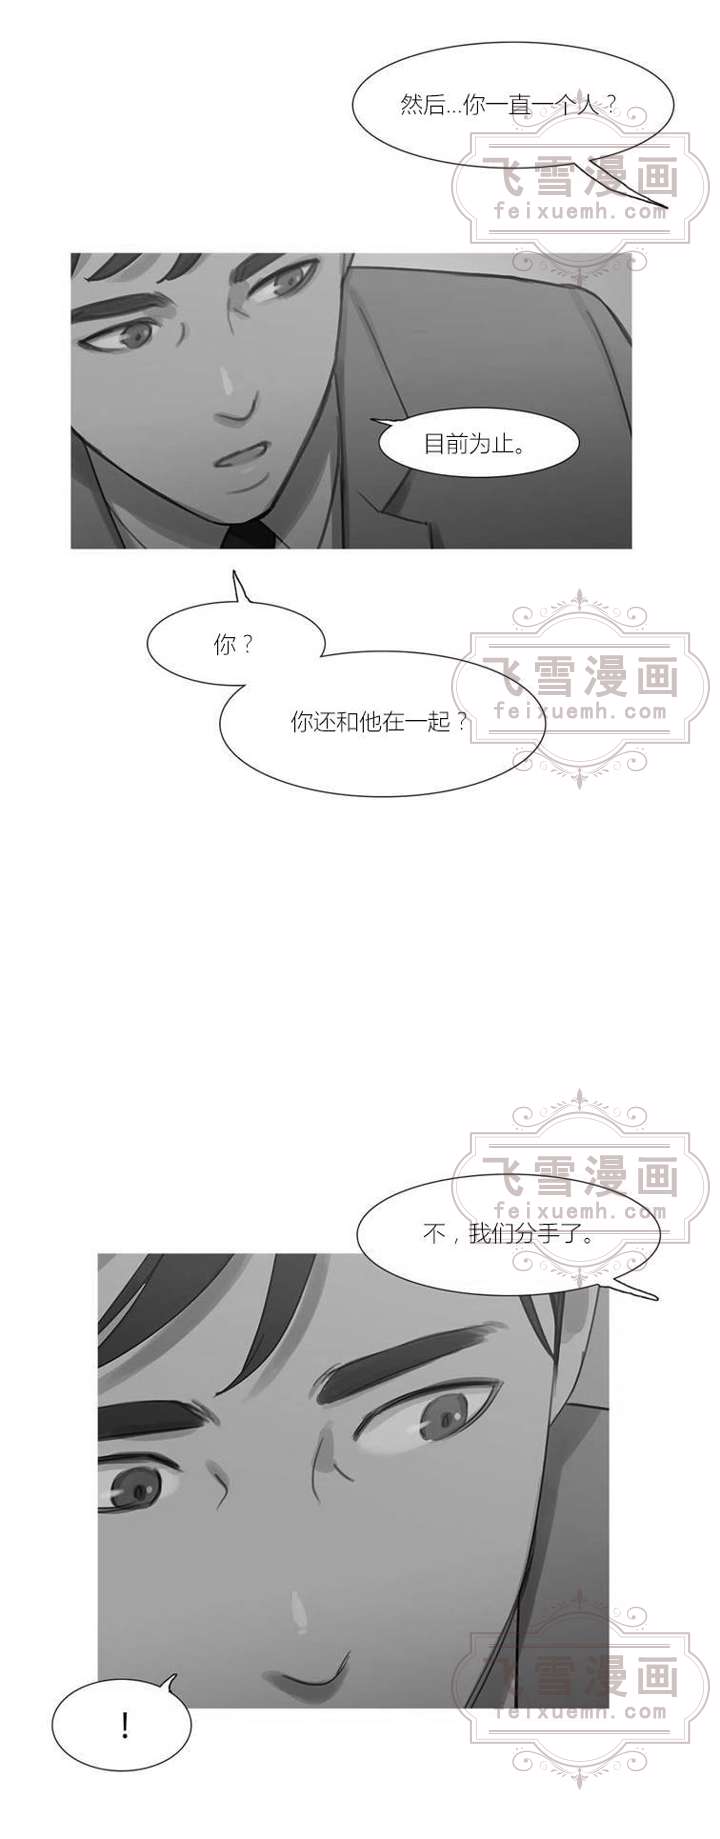 然后...你一直一个人？
飞雪漫画
feixuemh.com
目前为止。
你？
你还和他在一起？
飞雪漫画
feixuemh.com
飞雪漫画
feixuemh.com
不，我们分手了。
飞雪漫画
feixuemh.com
！